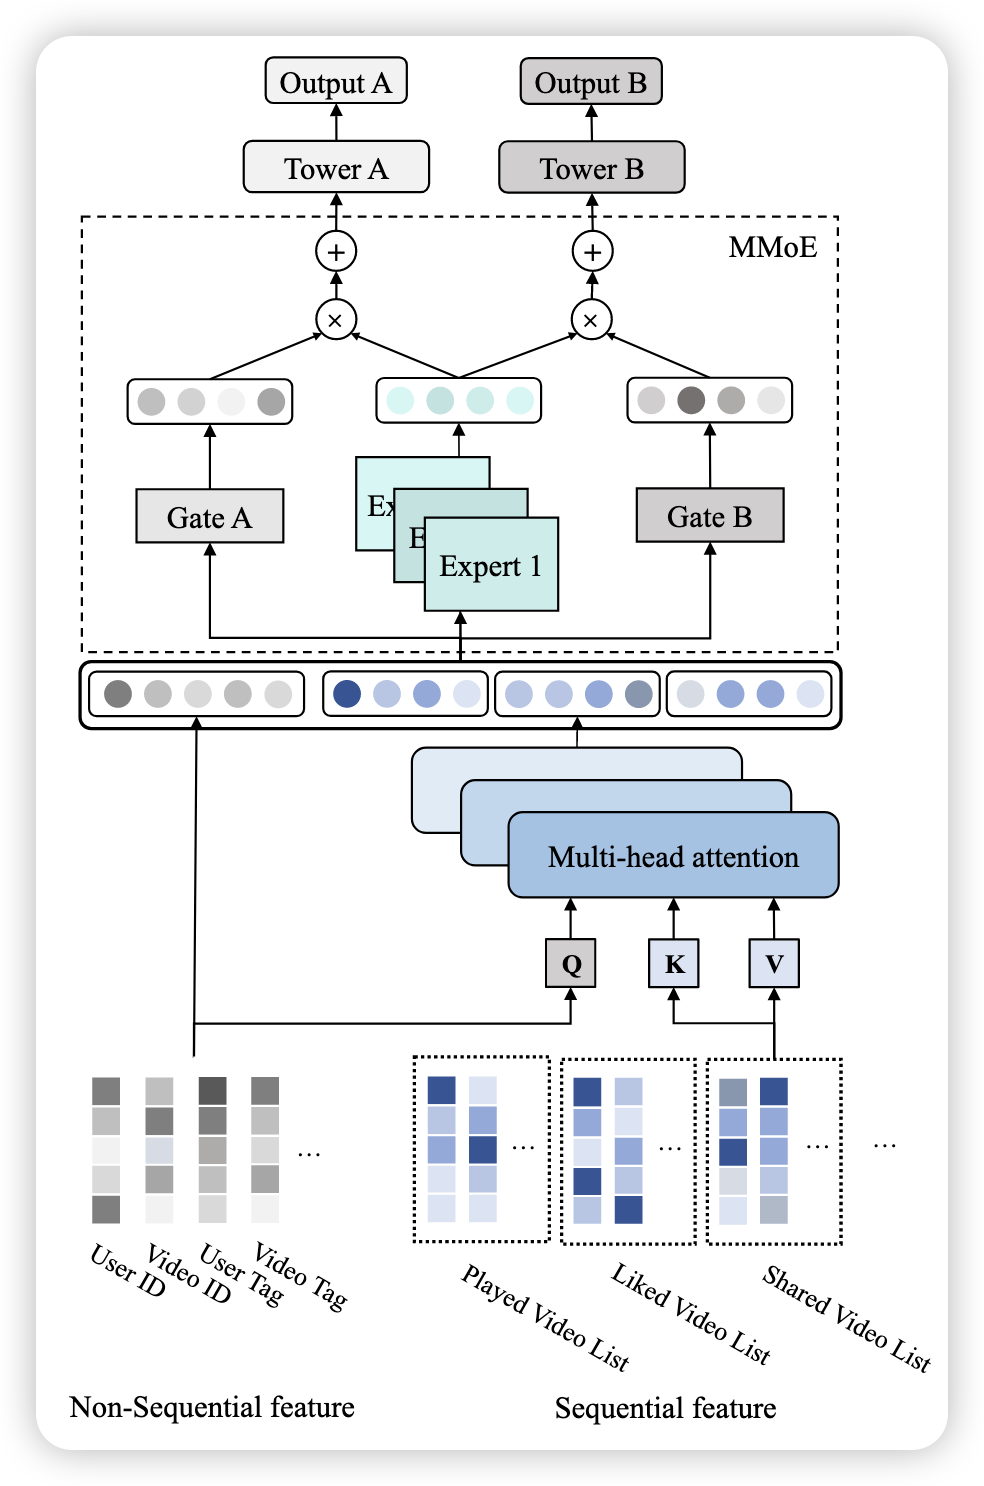 Output A
Output B
Tower A
Tower B
MMoE
+
+
×
×
Gate A
Ex
E
Expert 1
Gate B
Multi-head attention
Q
K
V
...
...
...
...
...
User ID
Video ID
User Tag
Video Tag
Played Video List
Liked Video List
Shared Video List
Non-Sequential feature
Sequential feature